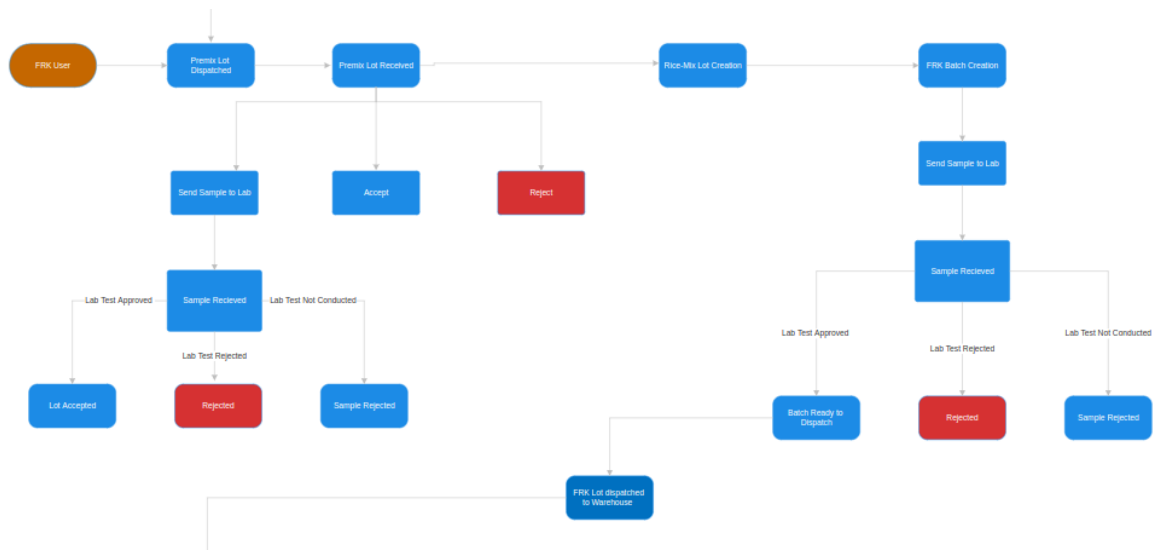 FRK User
Premix Lot
Dispatched
Premix Lot Received
Rice-Mix Lot Creation
FRK Batch Creation
Send Sample to Lab
Send Sample to Lab
Accept
Reject
Sample Recieved
Sample Recieved
Lab Test Approved
Lab Test Not Conducted
Lab Test Rejected
Lab Test Approved
Lab Test Rejected
Lab Test Not Conducted
Lot Accepted
Rejected
Sample Rejected
Batch Ready to
Dispatch
Rejected
Sample Rejected
FRK Lot dispatched
to Warehouse